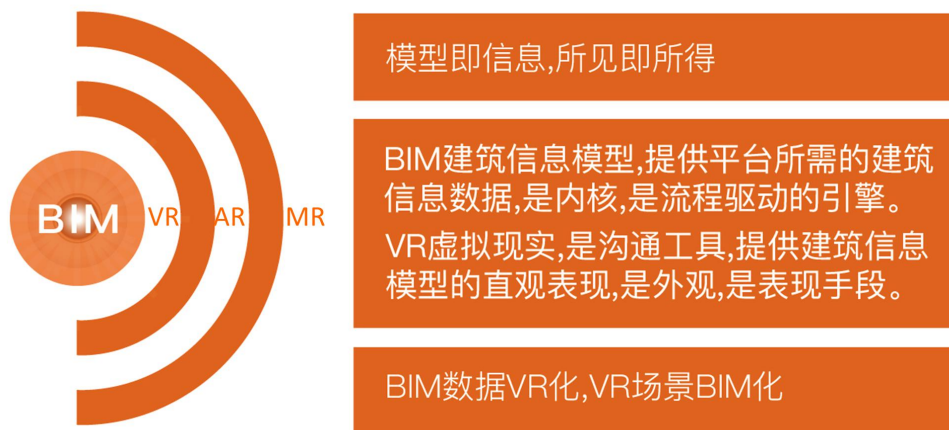 BIM VR AR MR
模型即信息,所见即所得
BIM建筑信息模型,提供平台所需的建筑
信息数据,是内核,是流程驱动的引擎。
VR虚拟现实,是沟通工具,提供建筑信息
模型的直观表现,是外观,是表现手段。
BIM数据VR化,VR场景BIM化